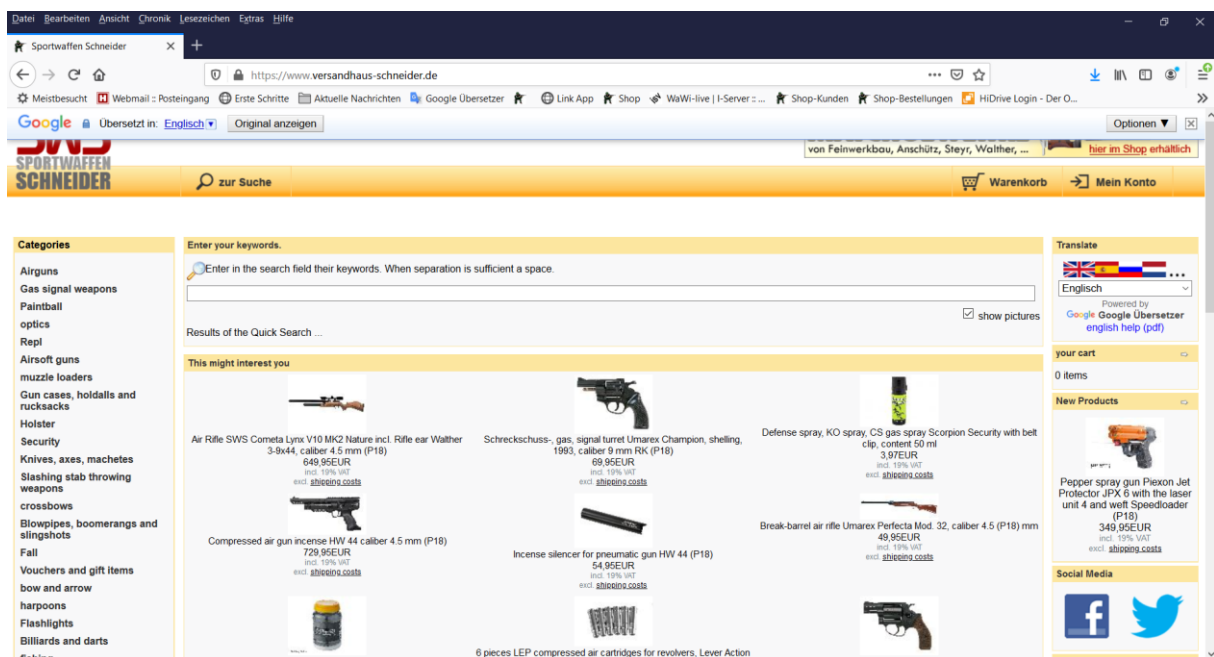 Datei Bearbeiten Ansicht Chronik Lesezeichen Extras Hilfe
Sportwaffen Schneider
https://www.versandhaus-schneider.de
Meistbesucht Webmail :: Posteingang Erste Schritte Aktuelle Nachrichten Google Übersetzer Link App Shop WaWi-live | I-Server :: ... Shop-Kunden Shop-Bestellungen HiDrive Login - Der O...
Google Übersetzt in: Englisch Original anzeigen Optionen ▼
SWS
SPORTWAFFEN
SCHNEIDER
von Feinwerkbau, Anschütz, Steyr, Walther, ...
hier im Shop erhältlich
zur Suche
Warenkorb
Mein Konto
Categories
Airguns
Gas signal weapons
Paintball
optics
Repl
Airsoft guns
muzzle loaders
Gun cases, holdalls and
rucksacks
Holster
Security
Knives, axes, machetes
Slashing stab throwing
weapons
crossbows
Blowpipes, boomerangs and
slingshots
Fall
Vouchers and gift items
bow and arrow
harpoons
Flashlights
Billiards and darts
fishing
Enter your keywords.
Enter in the search field their keywords. When separation is sufficient a space.
show pictures
Results of the Quick Search ...
This might interest you
Air Rifle SWS Cometa Lynx V10 MK2 Nature incl. Rifle ear Walther
3-9x44, caliber 4.5 mm (P18)
649,95EUR
incl. 19% VAT
excl. shipping costs
Schreckschuss-, gas, signal turret Umarex Champion, shelling,
1993, caliber 9 mm RK (P18)
69,95EUR
incl. 19% VAT
excl. shipping costs
Defense spray, KO spray, CS gas spray Scorpion Security with belt
clip, content 50 ml
3,97EUR
incl. 19% VAT
excl. shipping costs
Compressed air gun incense HW 44 caliber 4.5 mm (P18)
729,95EUR
incl. 19% VAT
excl. shipping costs
Incense silencer for pneumatic gun HW 44 (P18)
54,95EUR
incl. 19% VAT
excl. shipping costs
Break-barrel air rifle Umarex Perfecta Mod. 32, caliber 4.5 (P18) mm
49,95EUR
incl. 19% VAT
excl. shipping costs
6 pieces LEP compressed air cartridges for revolvers, Lever Action
Translate
...
Englisch
Powered by
Google Google Übersetzer
english help (pdf)
your cart
0 items
New Products
Pepper spray gun Piexon Jet
Protector JPX 6 with the laser
unit 4 and weft Speedloader
(P18)
349,95EUR
incl. 19% VAT
excl. shipping costs
Social Media